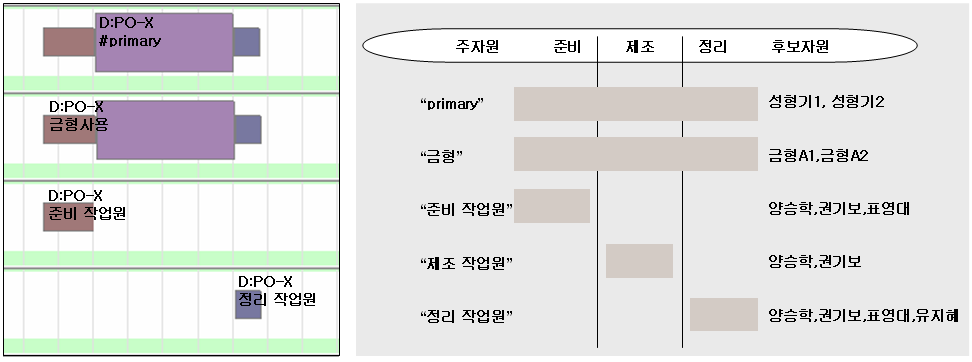 D:PO-X
#primary
D:PO-X
금형사용
D:PO-X
준비 작업원
D:PO-X
정리 작업원
주자원 준비 제조 정리 후보자원
“primary” 성형기1, 성형기2
“금형” 금형A1,금형A2
“준비 작업원” 양승학,권기보,표영대
“제조 작업원” 양승학,권기보
“정리 작업원” 양승학,권기보,표영대,유지혜